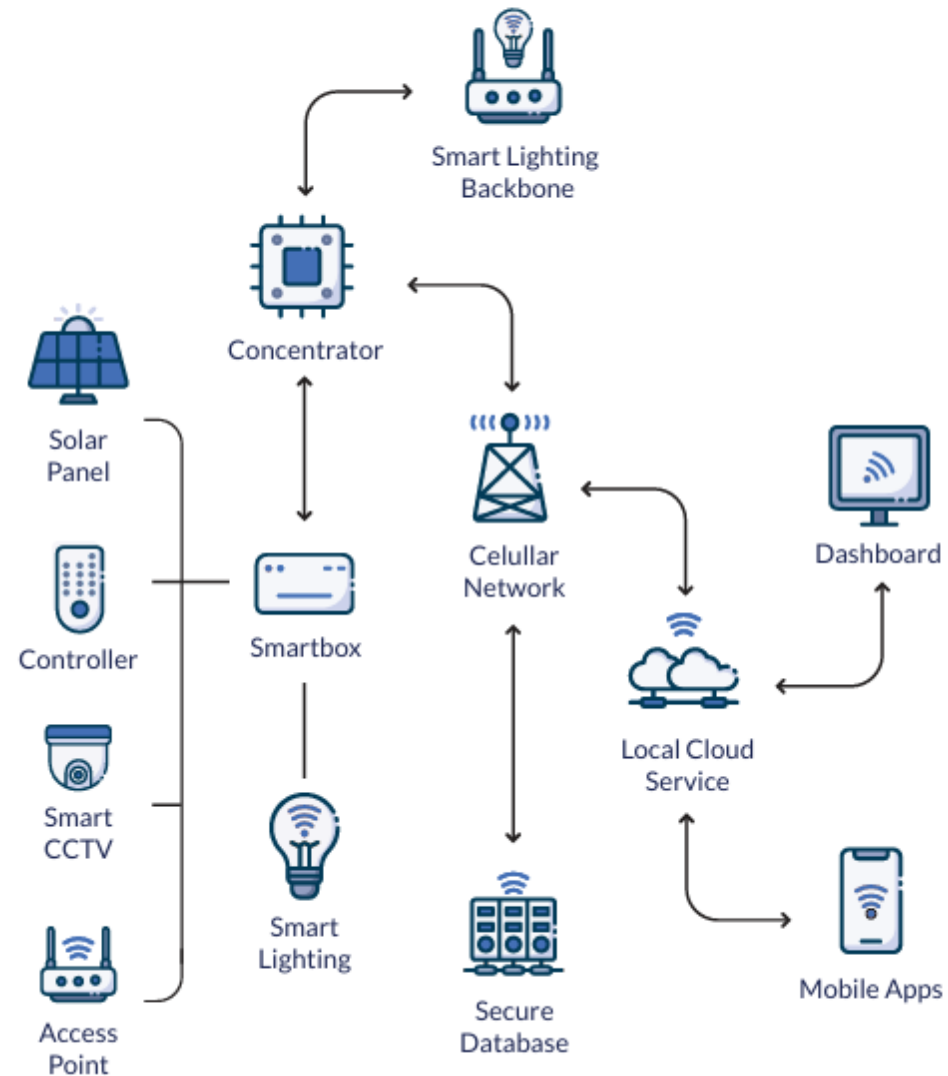 Smart Lighting
Backbone
Concentrator
Solar
Panel
Celullar
Network
Dashboard
Controller
Smartbox
Local Cloud
Service
Smart
CCTV
Smart
Lighting
Mobile Apps
Secure
Database
Access
Point